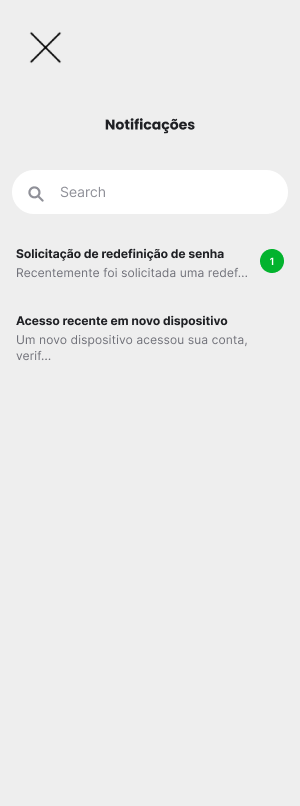 Notificações
Search
Solicitação de redefinição de senha
1
Recentemente foi solicitada uma redef...
Acesso recente em novo dispositivo
Um novo dispositivo acessou sua conta,
verif...